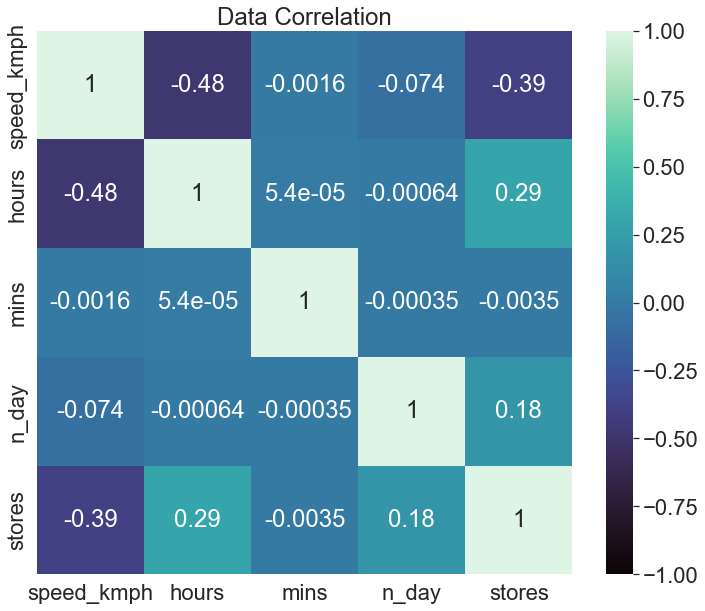 Data Correlation
speed_kmph 1 -0.48 -0.0016 -0.074 -0.39
hours -0.48 1 5.4e-05 -0.00064 0.29
mins -0.0016 5.4e-05 1 -0.00035 -0.0035
n_day -0.074 -0.00064 -0.00035 1 0.18
stores -0.39 0.29 -0.0035 0.18 1
speed_kmph hours mins n_day stores
1.00
0.75
0.50
0.25
0.00
−0.25
−0.50
−0.75
−1.00